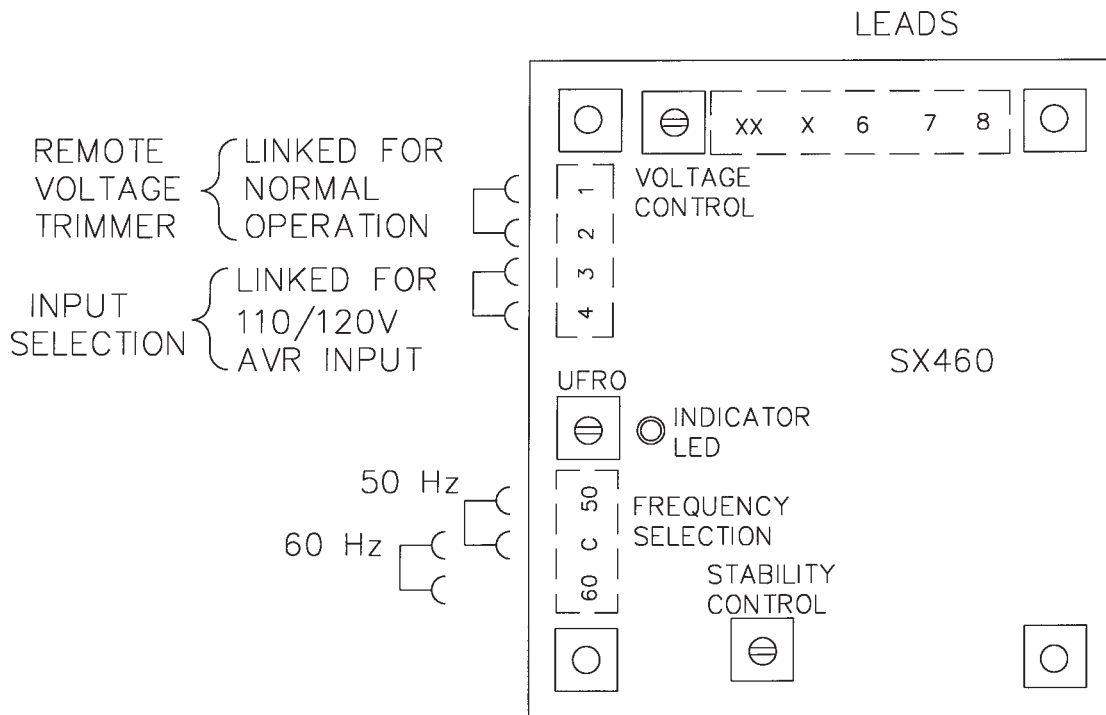 LEADS
XX X 6 7 8
REMOTE
VOLTAGE
TRIMMER
LINKED FOR
NORMAL
OPERATION
1
2
3
4
VOLTAGE
CONTROL
INPUT
SELECTION
LINKED FOR
110/120V
AVR INPUT
SX460
UFRO
INDICATOR
LED
50 Hz
60 Hz
50
C
60
FREQUENCY
SELECTION
STABILITY
CONTROL